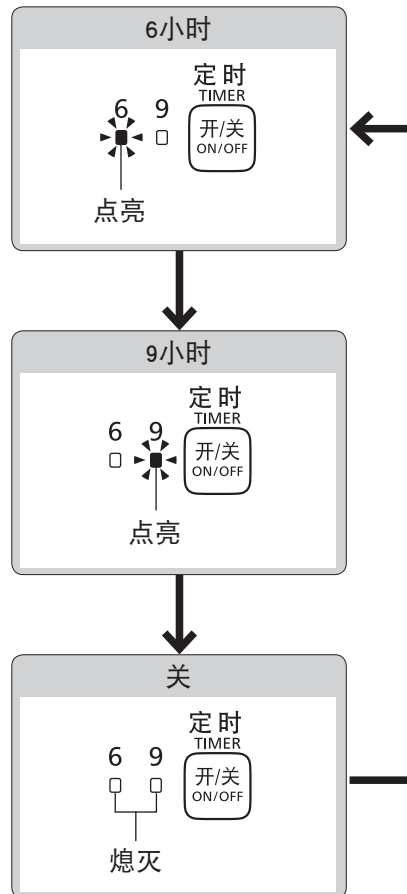 6小时
定时
TIMER
6 9
开/关
ON/OFF
点亮
9小时
定时
TIMER
6 9
开/关
ON/OFF
点亮
关
定时
TIMER
6 9
开/关
ON/OFF
熄灭